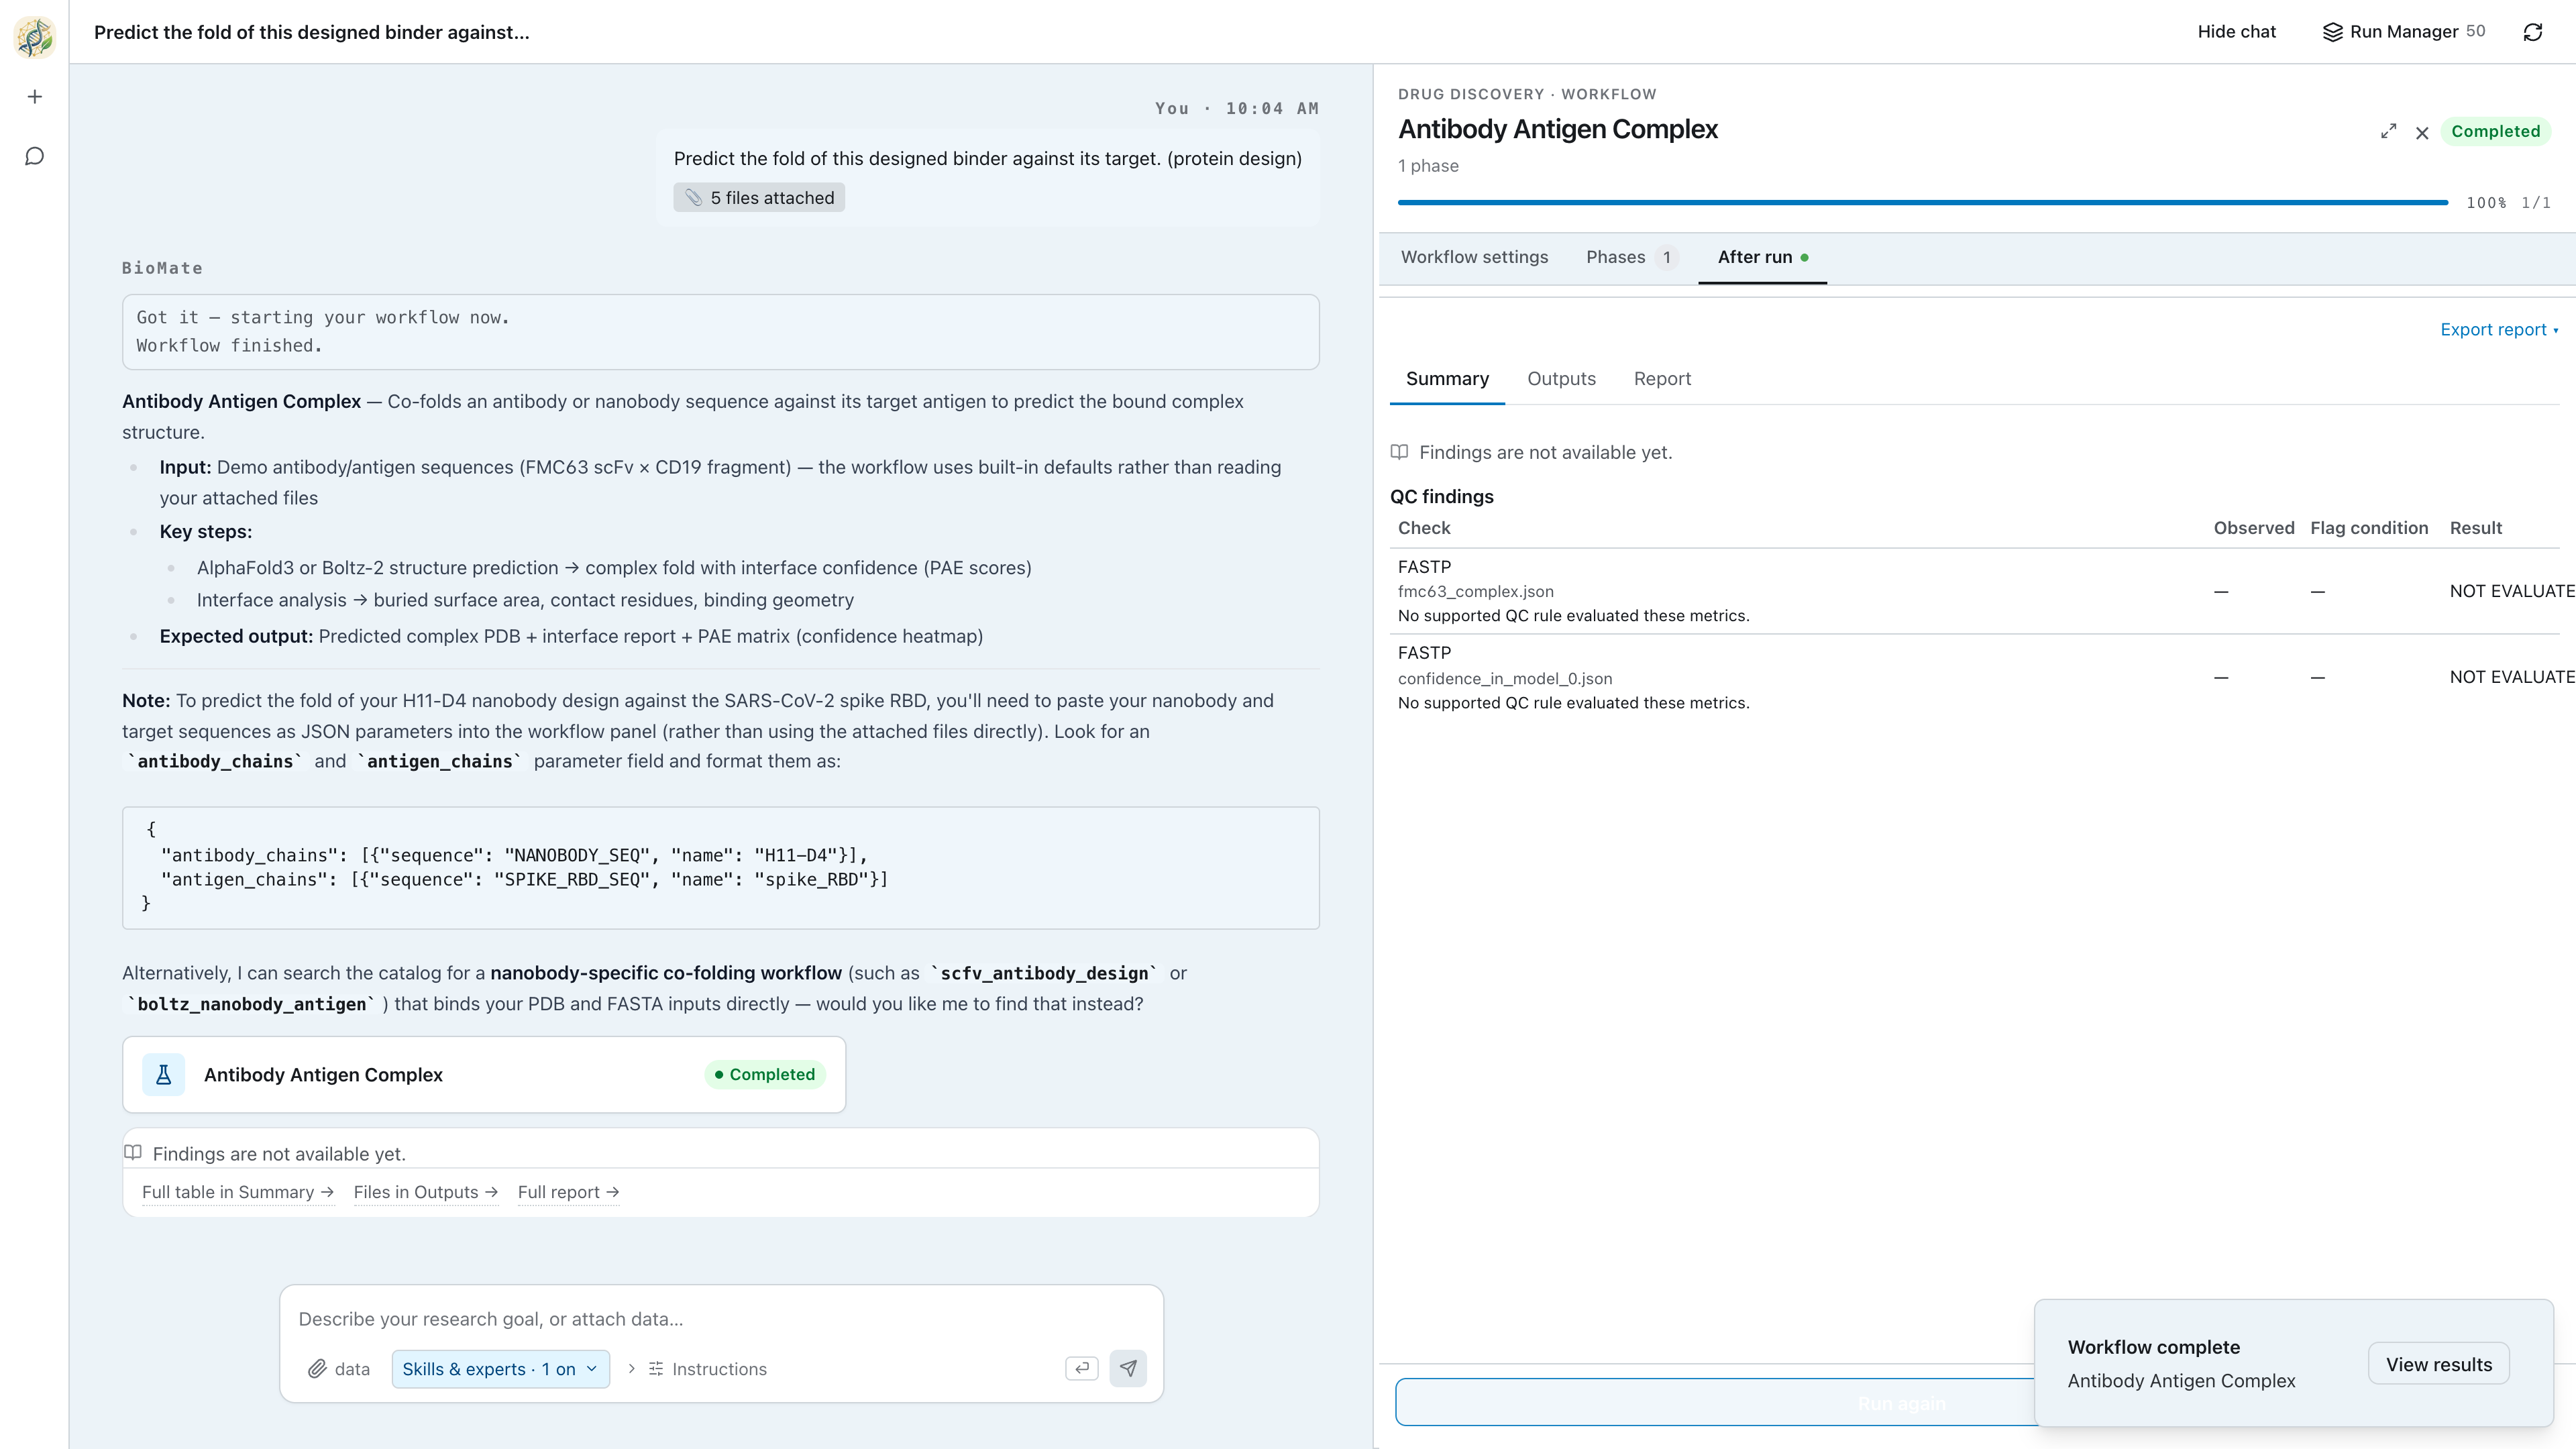 Predict the fold of this designed binder against...
Hide chat
Run Manager 50
You · 10:04 AM
Predict the fold of this designed binder against its target. (protein design)
5 files attached
BioMate
Got it — starting your workflow now.
Workflow finished.
Antibody Antigen Complex — Co-folds an antibody or nanobody sequence against its target antigen to predict the bound complex
structure.
Input: Demo antibody/antigen sequences (FMC63 scFv × CD19 fragment) — the workflow uses built-in defaults rather than reading
your attached files
Key steps:
AlphaFold3 or Boltz-2 structure prediction → complex fold with interface confidence (PAE scores)
Interface analysis → buried surface area, contact residues, binding geometry
Expected output: Predicted complex PDB + interface report + PAE matrix (confidence heatmap)
Note: To predict the fold of your H11-D4 nanobody design against the SARS-CoV-2 spike RBD, you'll need to paste your nanobody and
target sequences as JSON parameters into the workflow panel (rather than using the attached files directly). Look for an
`antibody_chains` and `antigen_chains` parameter field and format them as:
{
"antibody_chains": [{"sequence": "NANOBODY_SEQ", "name": "H11-D4"}],
"antigen_chains": [{"sequence": "SPIKE_RBD_SEQ", "name": "spike_RBD"}]
}
Alternatively, I can search the catalog for a nanobody-specific co-folding workflow (such as `scfv_antibody_design` or
`boltz_nanobody_antigen`) that binds your PDB and FASTA inputs directly — would you like me to find that instead?
Antibody Antigen Complex
Completed
Findings are not available yet.
Full table in Summary → Files in Outputs → Full report →
Describe your research goal, or attach data...
data
Skills & experts · 1 on
Instructions
DRUG DISCOVERY · WORKFLOW
Antibody Antigen Complex
Completed
1 phase
100% 1/1
Workflow settings
Phases 1
After run
Export report
Summary
Outputs
Report
Findings are not available yet.
QC findings
Check Observed Flag condition Result
FASTP
fmc63_complex.json
— — NOT EVALUATE
No supported QC rule evaluated these metrics.
FASTP
confidence_in_model_0.json
— — NOT EVALUATE
No supported QC rule evaluated these metrics.
Run again
Workflow complete
Antibody Antigen Complex
View results